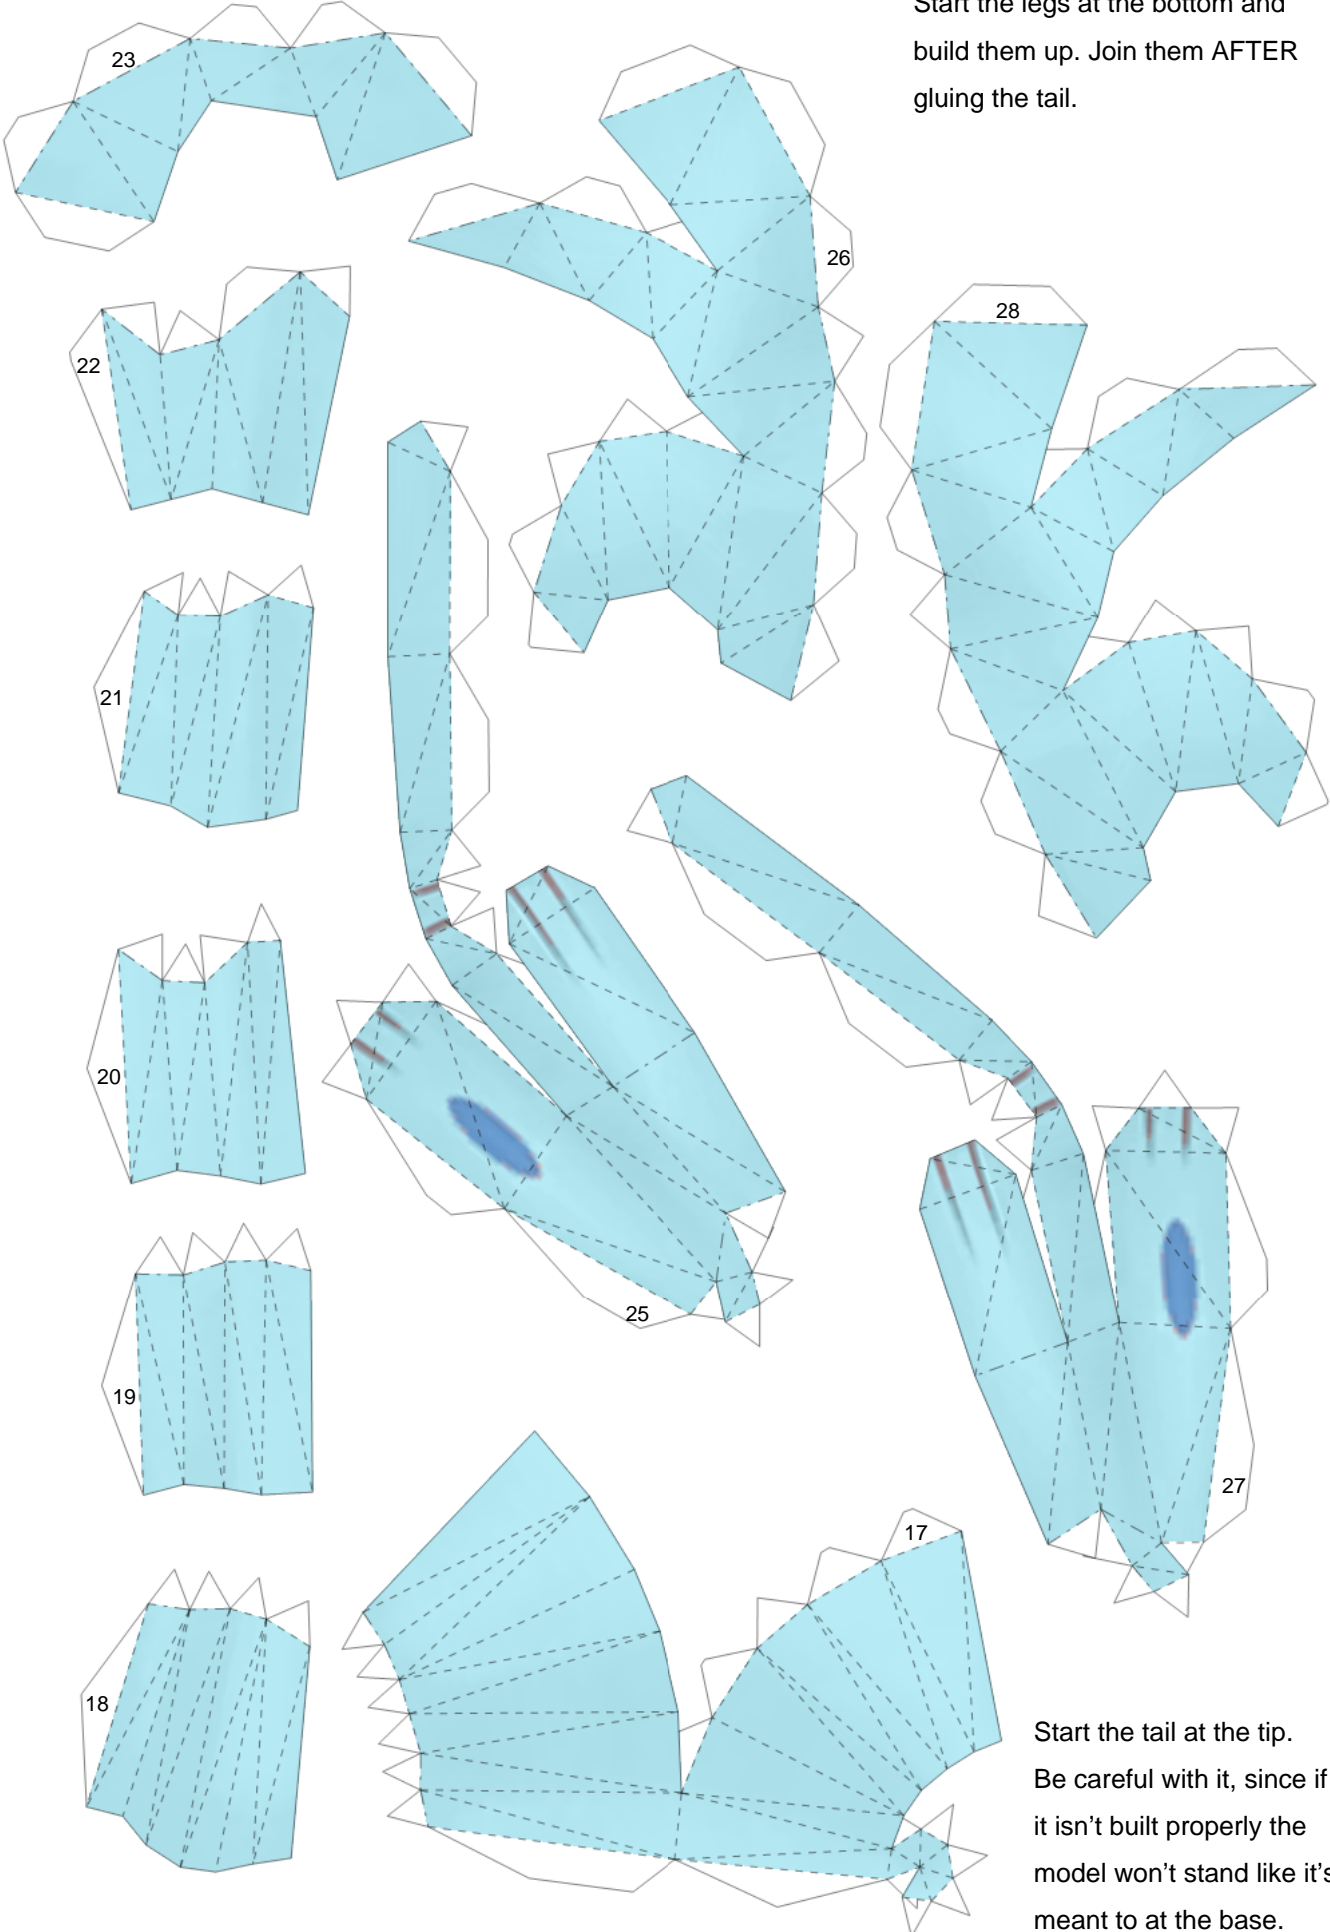 Start the legs at the bottom and
build them up. Join them AFTER
gluing the tail.
23
26
28
22
21
20
25
19
27
17
18
Start the tail at the tip.
Be careful with it, since if
it isn't built properly the
model won't stand like it's
meant to at the base.